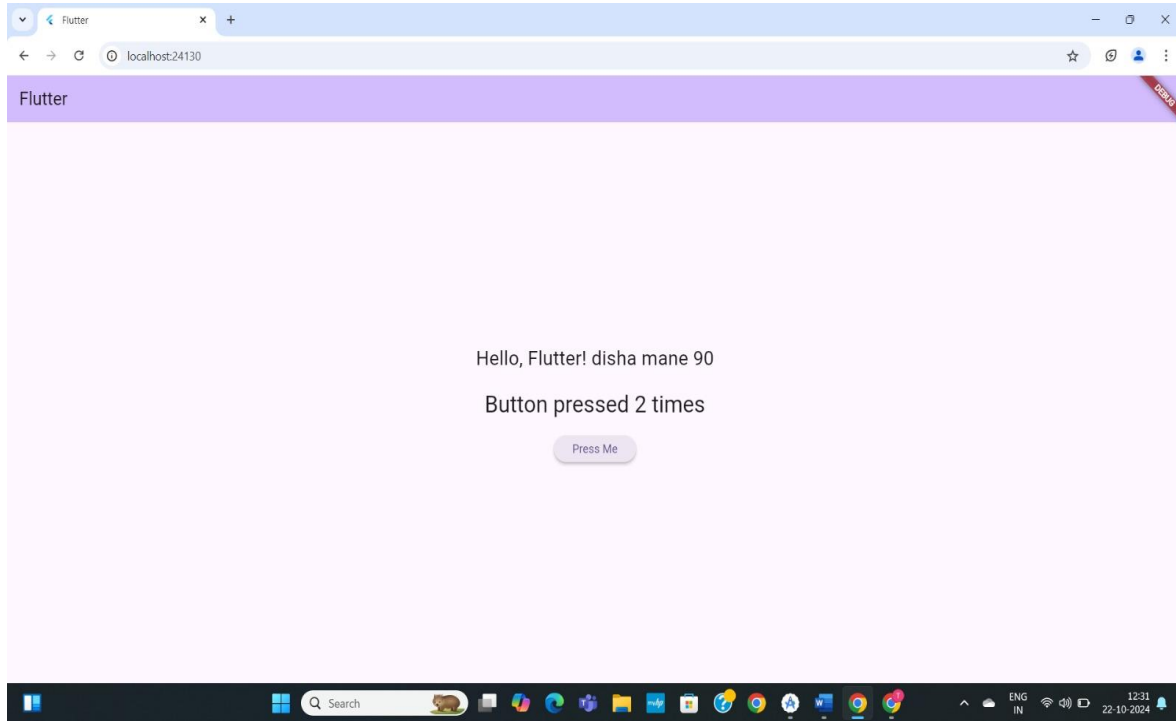 Flutter
localhost:24130
Flutter
DEBUG
Hello, Flutter! disha mane 90
Button pressed 2 times
Press Me
Search
ENG
IN
12:31
22-10-2024